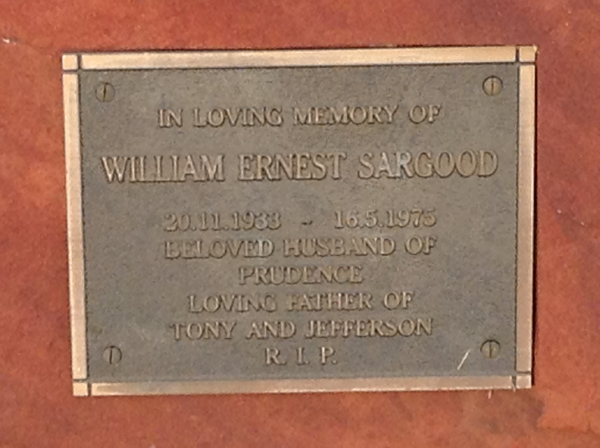 IN LOVING MEMORY OF
WILLIAM ERNEST SARGOOD
20.11.1933 - 16.5.1975
BELOVED HUSBAND OF
PRUDENCE
LOVING FATHER OF
TONY AND JEFFERSON
R. I. P.